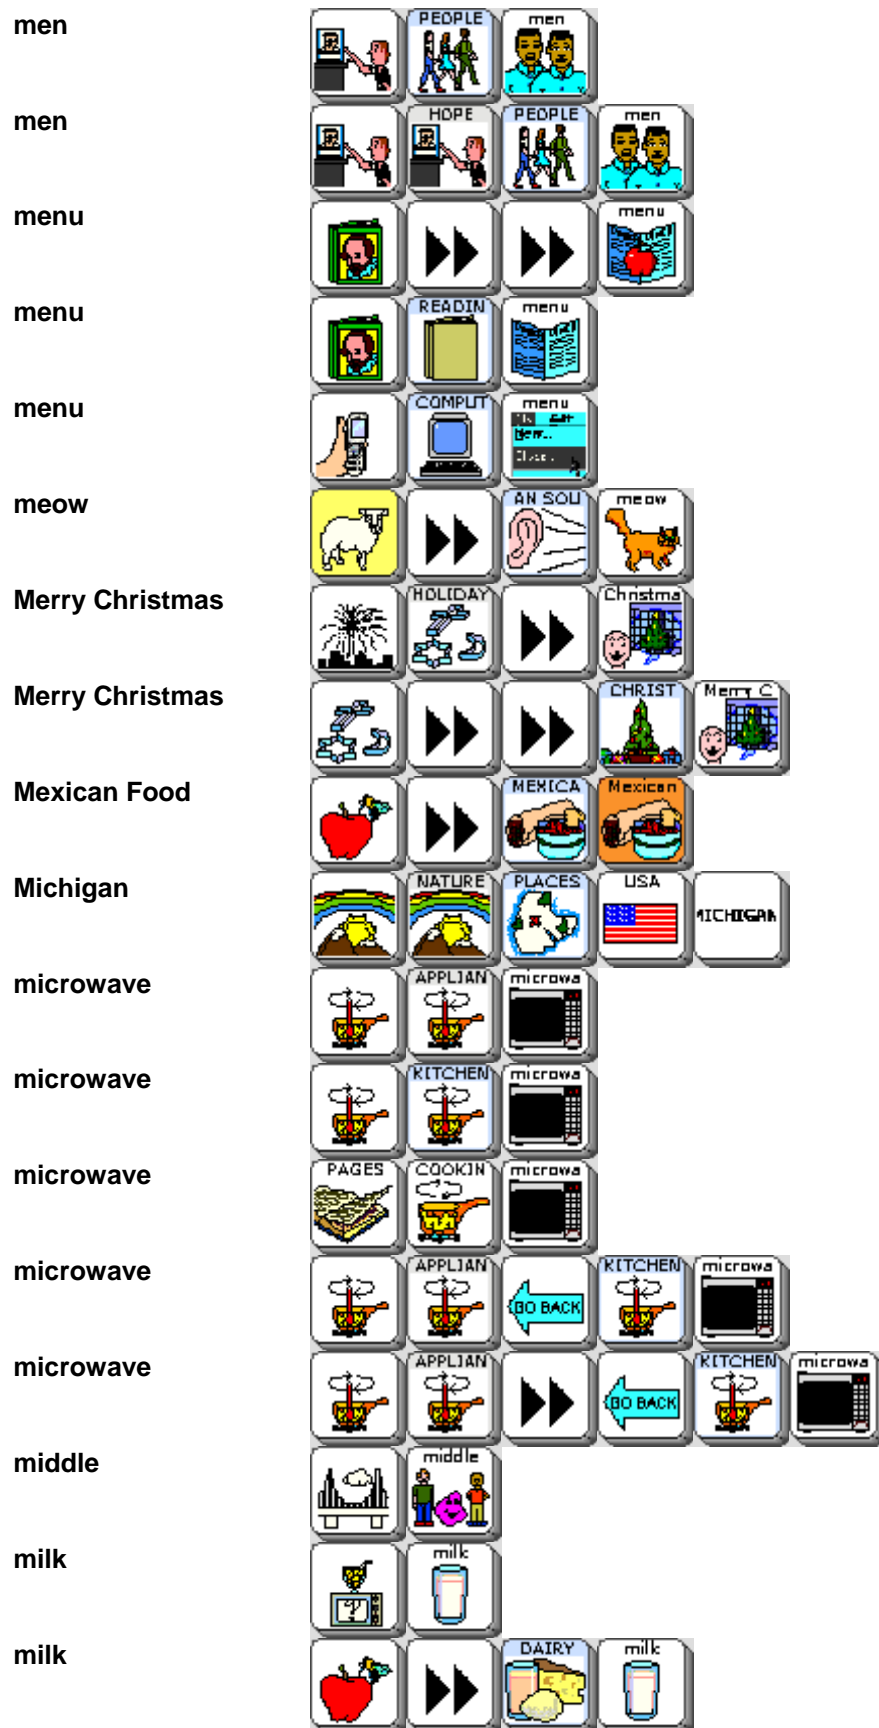 men PEOPLE men
men HOPE PEOPLE men
menu menu
menu READIN menu
menu COMPUT menu
meow AN SOU meow
Merry Christmas HOLIDAY Christma
Merry Christmas CHRIST Merry C
Mexican Food MEXICA Mexican
Michigan NATURE PLACES USA MICHIGAN
microwave APPLIAN microwa
microwave KITCHEN microwa
microwave PAGES COOKIN microwa
microwave APPLIAN GO BACK KITCHEN microwa
microwave APPLIAN GO BACK KITCHEN microwa
middle middle
milk milk
milk DAIRY milk